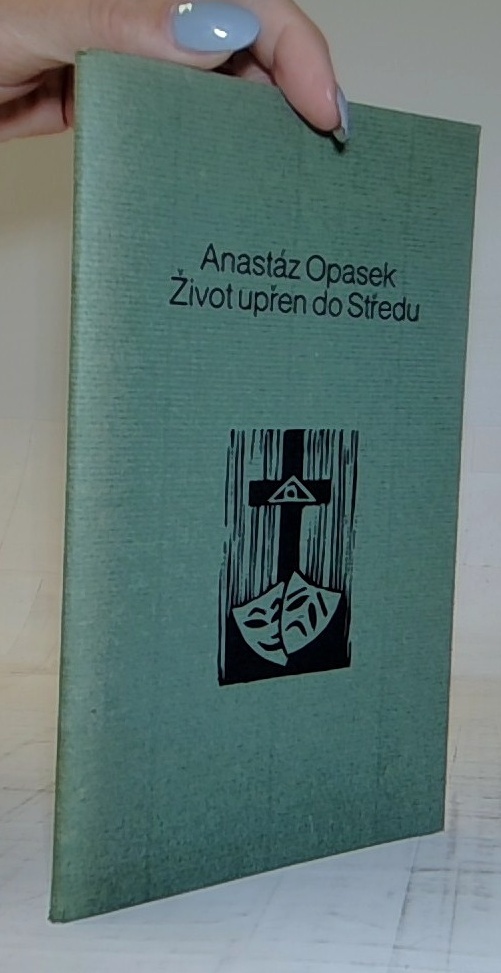 Anastáz Opasek
Život upřen do Středu